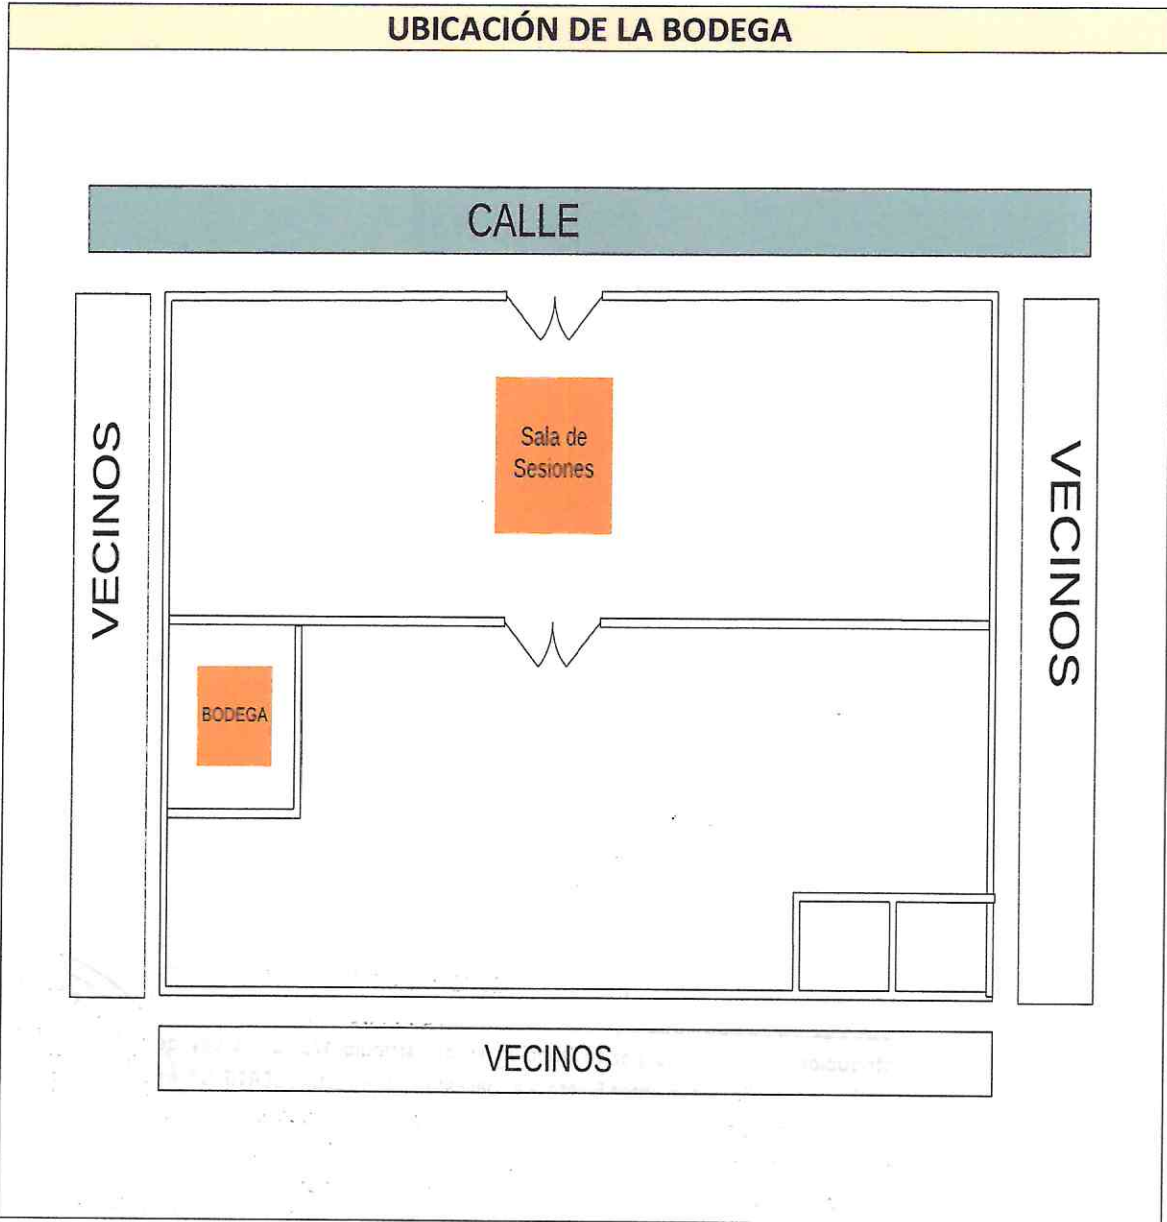 UBICACIÓN DE LA BODEGA
CALLE
VECINOS
Sala de
Sesiones
VECINOS
BODEGA
VECINOS